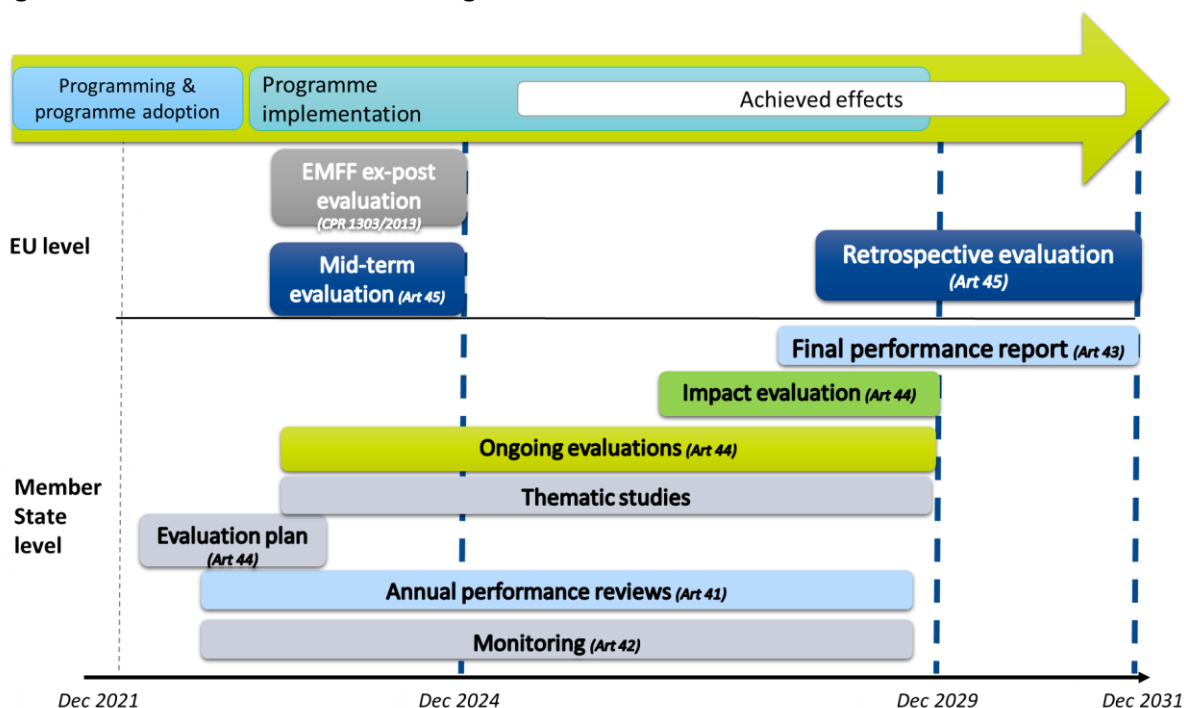 Programming &
programme adoption
Programme
implementation
Achieved effects
EMFF ex-post
evaluation
(CPR 1303/2013)
EU level
Mid-term
evaluation (Art 45)
Retrospective evaluation
(Art 45)
Final performance report (Art 43)
Impact evaluation (Art 44)
Ongoing evaluations (Art 44)
Thematic studies
Member
State
level
Evaluation plan
(Art 44)
Annual performance reviews (Art 41)
Monitoring (Art 42)
Dec 2021
Dec 2024
Dec 2029
Dec 2031